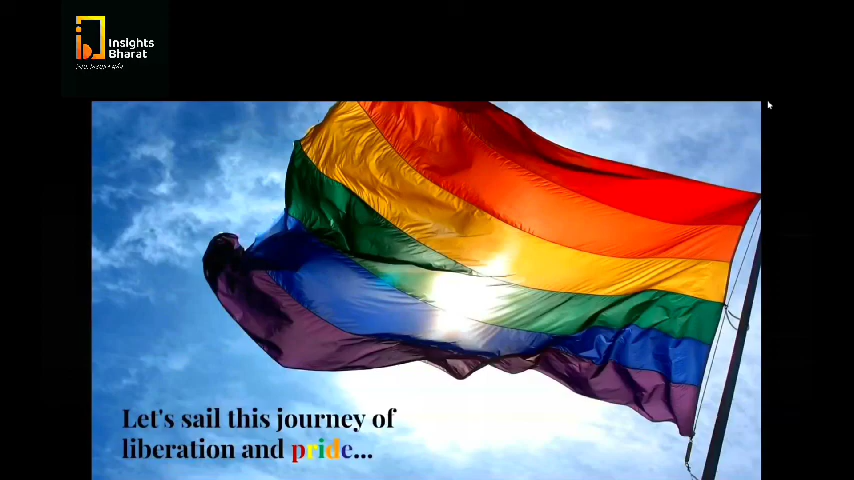 Insights
Bharat
Let's sail this journey of
liberation and pride...